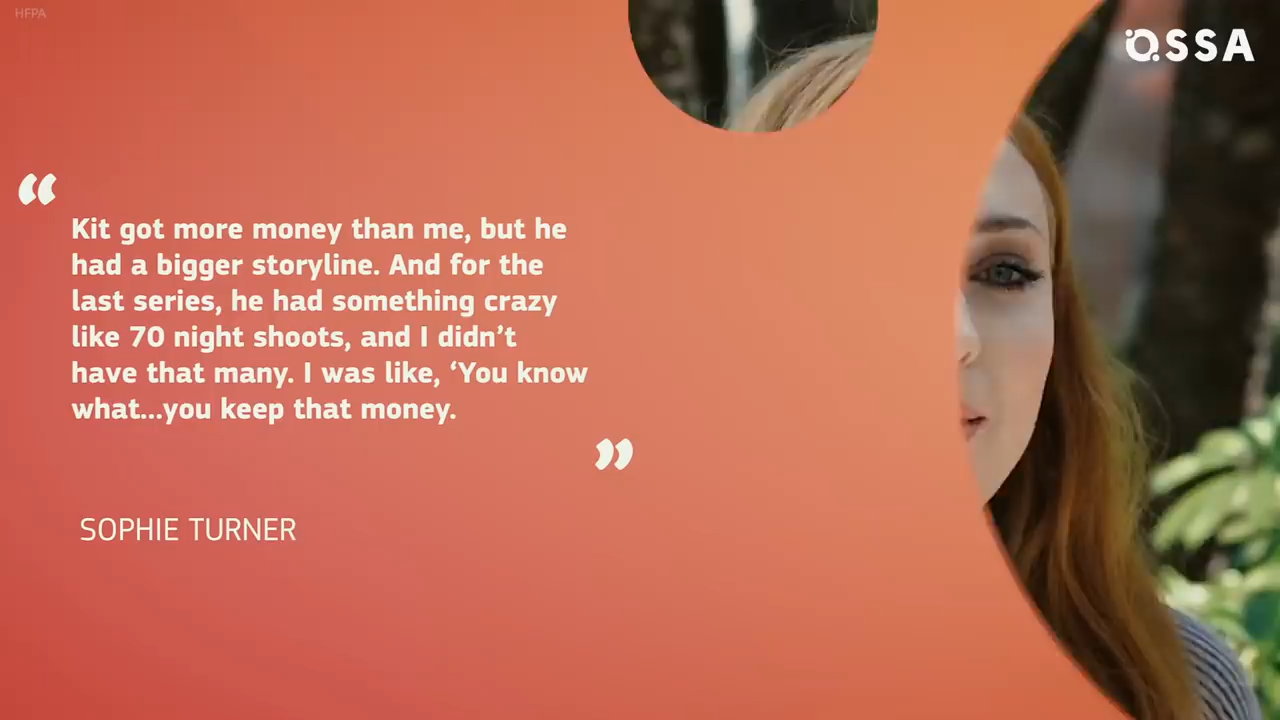 HFPA
OSSA
“
Kit got more money than me, but he
had a bigger storyline. And for the
last series, he had something crazy
like 70 night shoots, and I didn’t
have that many. I was like, ‘You know
what...you keep that money.
”
SOPHIE TURNER